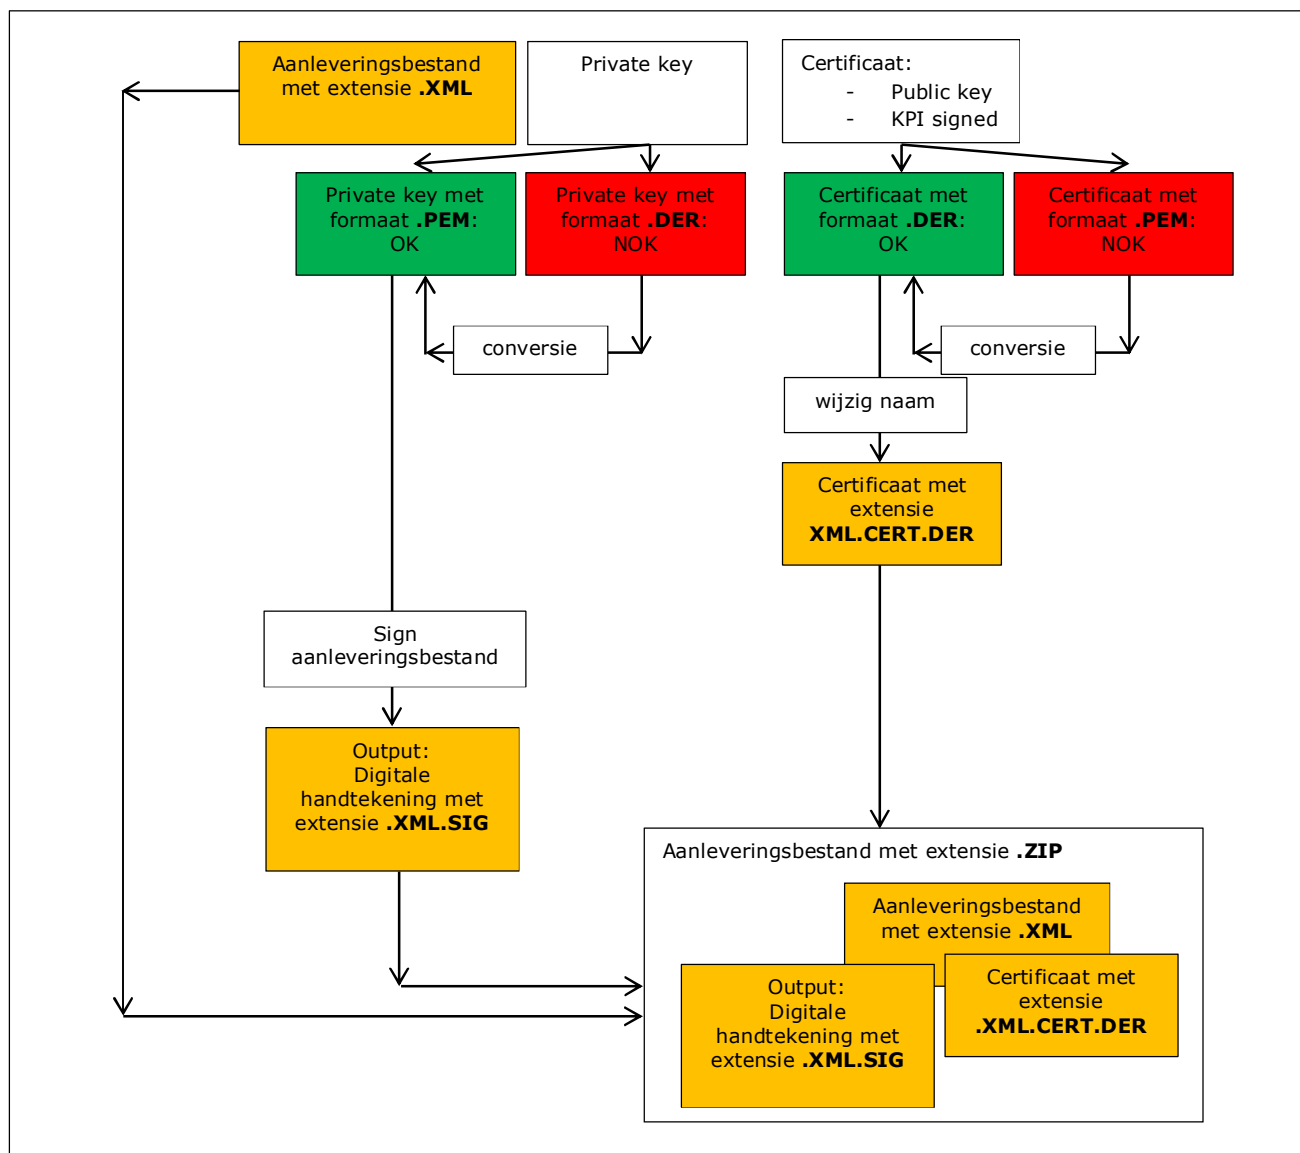 Aanleveringsbestand
met extensie .XML
Private key
Certificaat:
- Public key
- KPI signed
Private key met
formaat .PEM:
OK
Private key met
formaat .DER:
NOK
Certificaat met
formaat .DER:
OK
Certificaat met
formaat .PEM:
NOK
conversie
conversie
wijzig naam
Certificaat met
extensie
XML.CERT.DER
Sign
aanleveringsbestand
Output:
Digitale
handtekening met
extensie .XML.SIG
Aanleveringsbestand met extensie .ZIP
Aanleveringsbestand
met extensie .XML
Output:
Digitale
handtekening met
extensie .XML.SIG
Certificaat met
extensie
.XML.CERT.DER